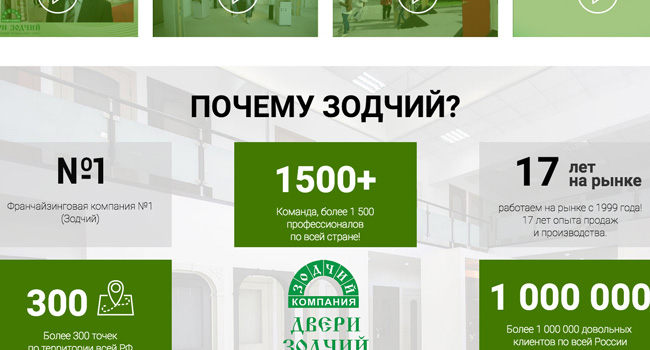 ДВЕРИ ЗОДЧИЙ
ПОЧЕМУ ЗОДЧИЙ?
№1
Франчайзинговая компания №1
(Зодчий)
1500+
Команда, более 1 500
профессионалов
по всей стране!
17 лет
на рынке
работаем на рынке с 1999 года!
17 лет опыта продаж
и производства.
300
Более 300 точек
по территории всей РФ
ЗОДЧИЙ
КОМПАНИЯ
ДВЕРИ
ЗОДЧИЙ
1 000 000
Более 1 000 000 довольных
клиентов по всей России